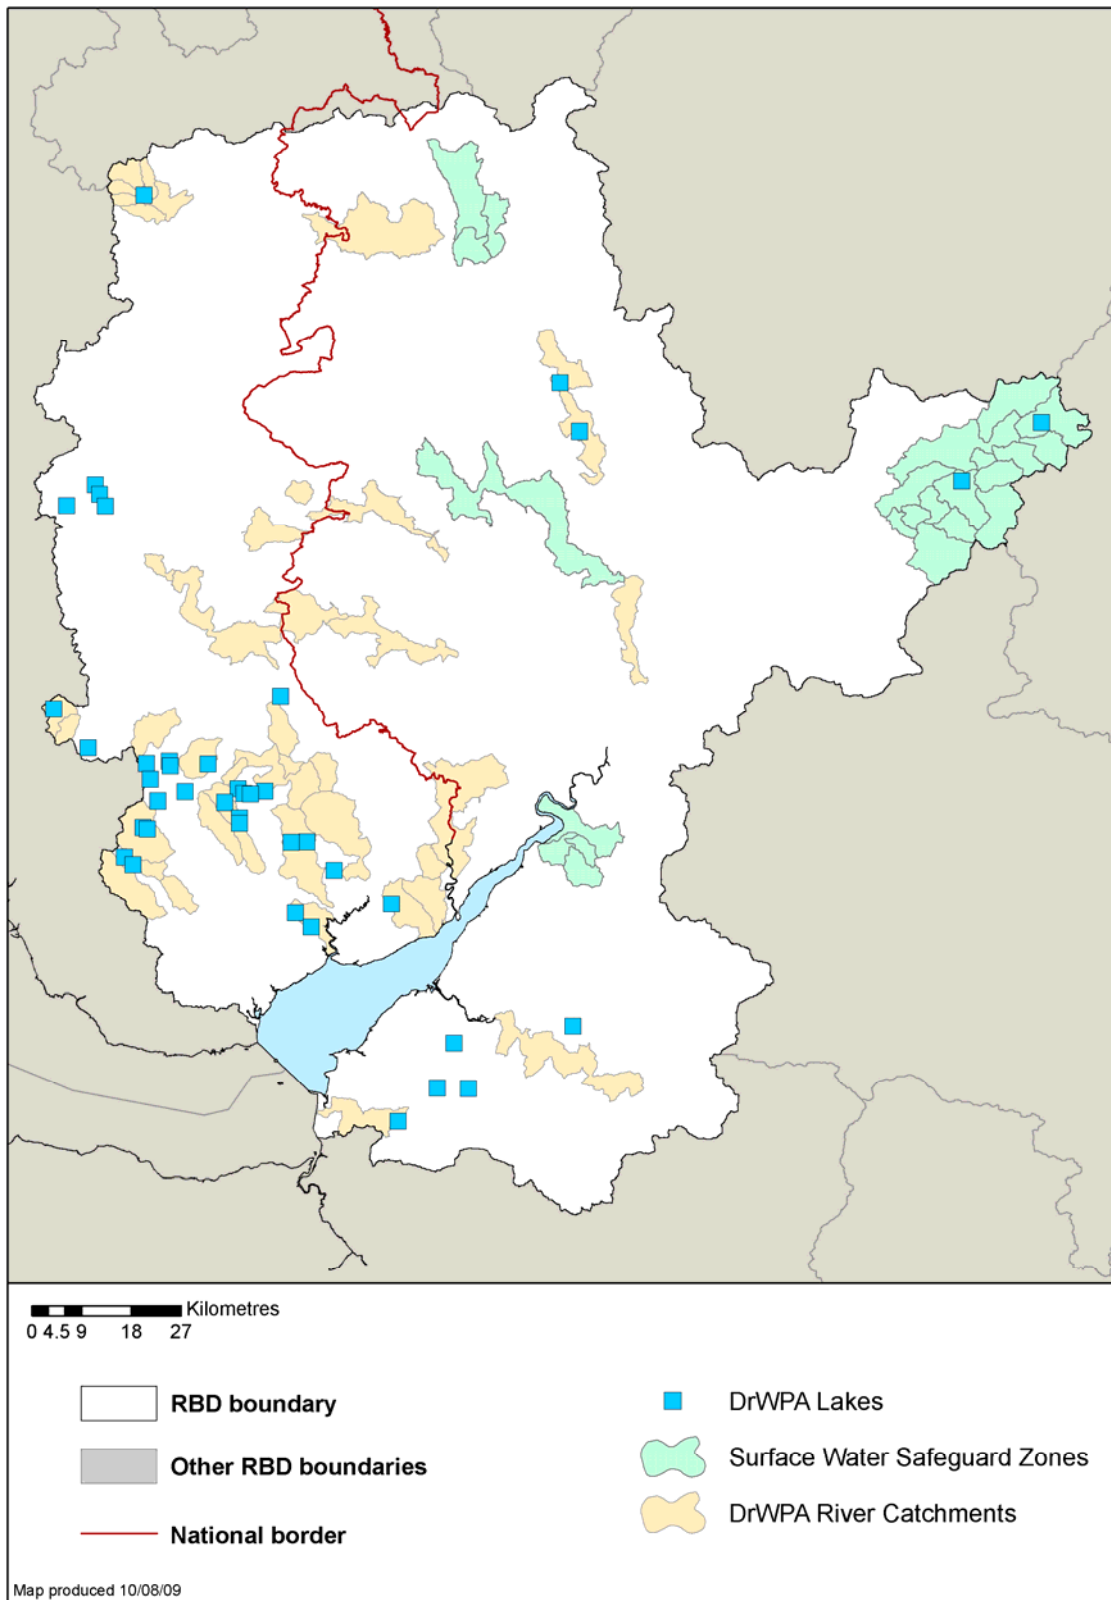 Kilometres
0 4.5 9 18 27
RBD boundary
Other RBD boundaries
National border
DrWPA Lakes
Surface Water Safeguard Zones
DrWPA River Catchments
Map produced 10/08/09